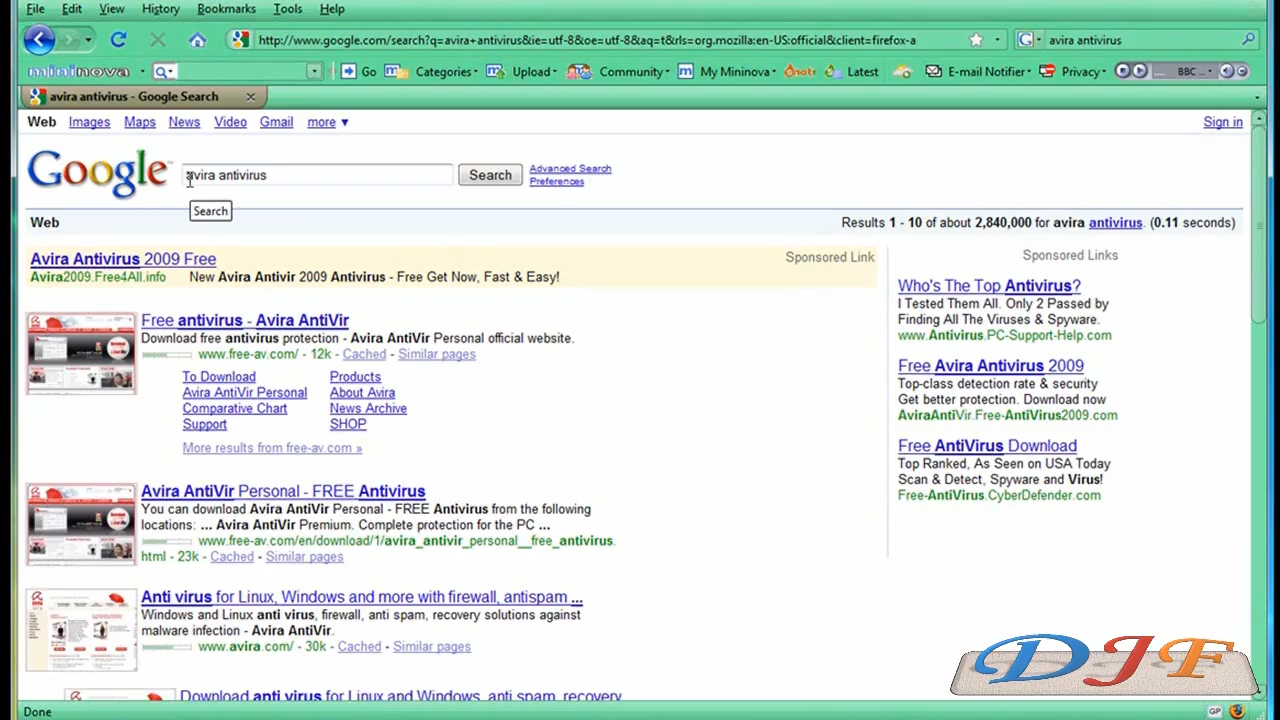 File Edit View History Bookmarks Tools Help
http://www.google.com/search?q=avira+antivirus&ie=utf-8&oe=utf-8&aq=t&rls=org.mozilla:en-US:official&client=firefox-a
avira antivirus
mininova Go Categories Upload Community My Mininova Latest E-mail Notifier Privacy BBC ...
avira antivirus - Google Search
Web Images Maps News Video Gmail more ▼ Sign in
Google avira antivirus Search Advanced Search
Preferences
Search
Web Results 1 - 10 of about 2,840,000 for avira antivirus. (0.11 seconds)
Avira Antivirus 2009 Free
Sponsored Link
Avira2009.Free4All.info New Avira Antivir 2009 Antivirus - Free Get Now, Fast & Easy!
Free antivirus - Avira AntiVir
Download free antivirus protection - Avira AntiVir Personal official website.
www.free-av.com/ - 12k - Cached - Similar pages
To Download Products
Avira AntiVir Personal About Avira
Comparative Chart News Archive
Support SHOP
More results from free-av.com »
Avira AntiVir Personal - FREE Antivirus
You can download Avira AntiVir Personal - FREE Antivirus from the following
locations: ... Avira AntiVir Premium. Complete protection for the PC ...
www.free-av.com/en/download/1/avira_antivir_personal__free_antivirus.
html - 23k - Cached - Similar pages
Anti virus for Linux, Windows and more with firewall, antispam ...
Windows and Linux anti virus, firewall, anti spam, recovery solutions against
malware infection - Avira AntiVir.
www.avira.com/ - 30k - Cached - Similar pages
Download anti virus for Linux and Windows, anti spam, recovery
Sponsored Links
Who's The Top Antivirus?
I Tested Them All. Only 2 Passed by
Finding All The Viruses & Spyware.
www.Antivirus.PC-Support-Help.com
Free Avira Antivirus 2009
Top-class detection rate & security
Get better protection. Download now
AviraAntiVir.Free-AntiVirus2009.com
Free AntiVirus Download
Top Ranked, As Seen on USA Today
Scan & Detect, Spyware and Virus!
Free-AntiVirus.CyberDefender.com
DJF
Done
GP